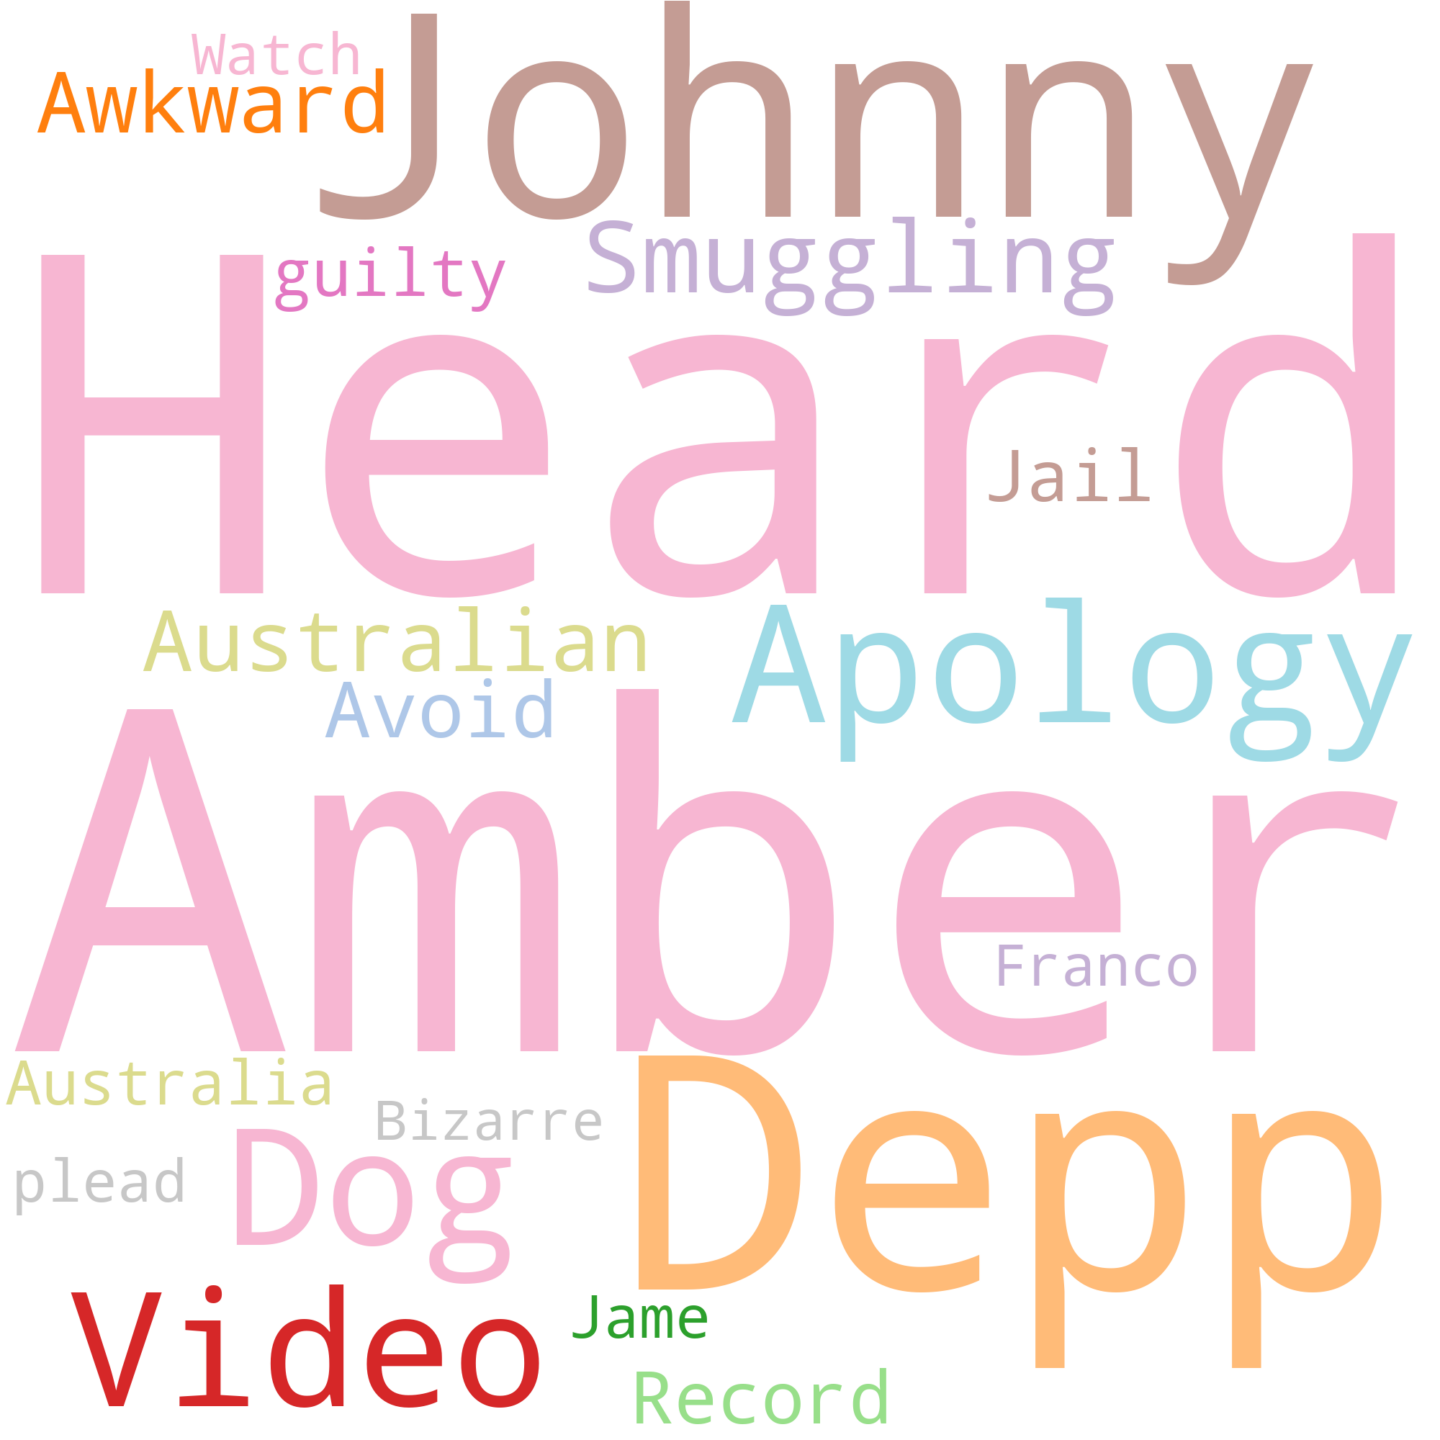 Watch
Awkward
Johnny
guilty
Smuggling
Heard
Jail
Australian
Apology
Avoid
Amber
Franco
Australia
Bizarre
plead
Dog
Depp
Video
Jame
Record